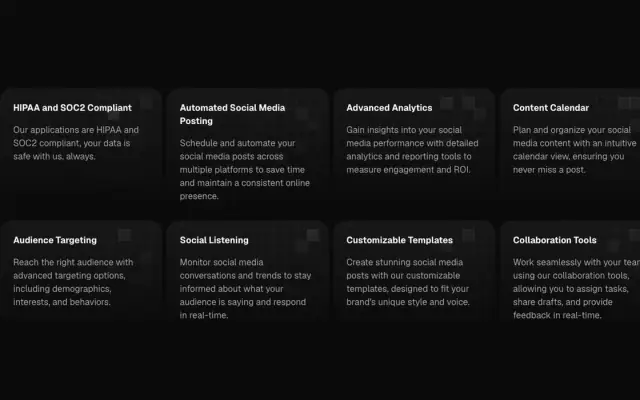 HIPAA and SOC2 Compliant
Our applications are HIPAA and
SOC2 compliant, your data is
safe with us, always.
Automated Social Media
Posting
Schedule and automate your
social media posts across
multiple platforms to save time
and maintain a consistent online
presence.
Advanced Analytics
Gain insights into your social
media performance with detailed
analytics and reporting tools to
measure engagement and ROI.
Content Calendar
Plan and organize your social
media content with an intuitive
calendar view, ensuring you
never miss a post.
Audience Targeting
Reach the right audience with
advanced targeting options,
including demographics,
interests, and behaviors.
Social Listening
Monitor social media
conversations and trends to stay
informed about what your
audience is saying and respond
in real-time.
Customizable Templates
Create stunning social media
posts with our customizable
templates, designed to fit your
brand's unique style and voice.
Collaboration Tools
Work seamlessly with your team
using our collaboration tools,
allowing you to assign tasks,
share drafts, and provide
feedback in real-time.